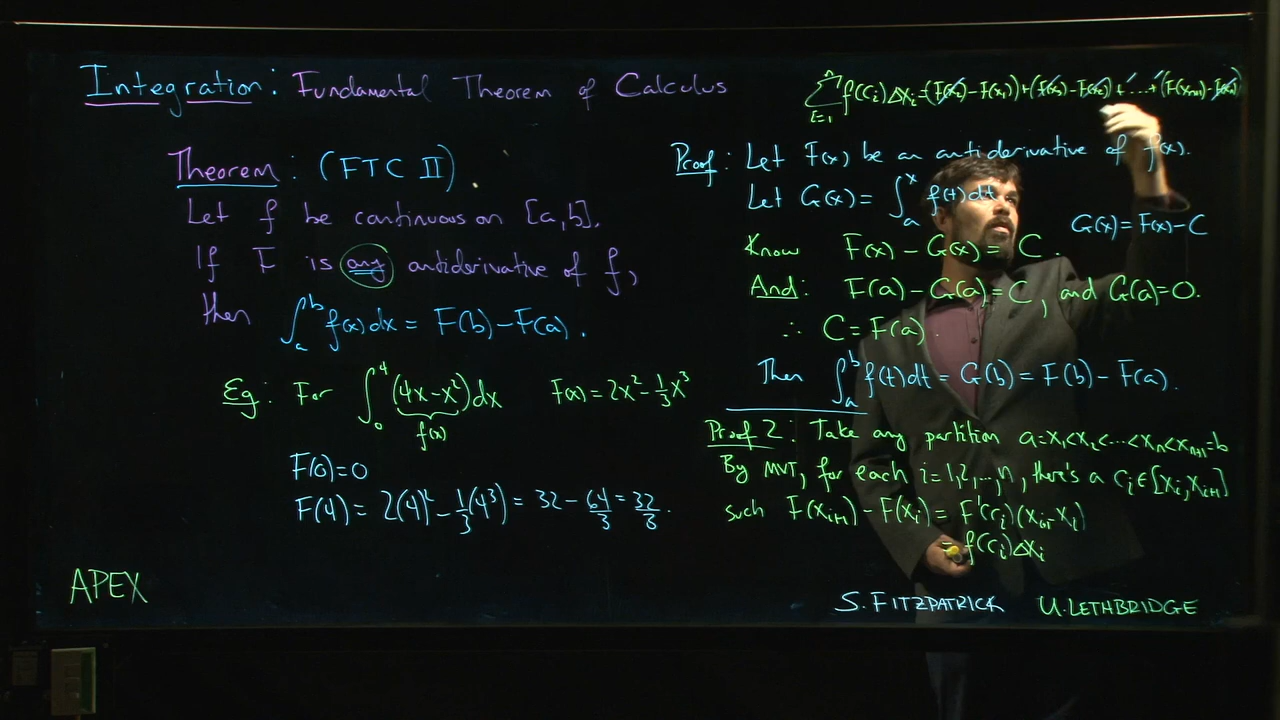 Integration: Fundamental Theorem of Calculus
Theorem: (FTC II)
Let f be continuous on [a,b].
If F is any antiderivative of f,
then ∫_a^b f(x)dx = F(b)-F(a).
Eg: For ∫_0^4 (4x-x²)dx F(x)=2x²-1/3x³
f(x)
F(0)=0
F(4) = 2(4)²-1/3(4³) = 32-64/3 = 32/3.
APEX
∑_{i=1}^n f(c_i)Δx_i=(F(x_2)-F(x_1))+(F(x_3)-F(x_2))+...+(F(x_{n+1})-F(x_n))
Proof: Let F(x) be an antiderivative of f(x).
Let G(x) = ∫_a^x f(t)dt
G(x)=F(x)-C
Know F(x)-G(x)= C.
And: F(a)-G(a)=C, and G(a)=0.
∴ C=F(a).
Then ∫_a^b f(t)dt = G(b) = F(b)-F(a).
Proof 2: Take any partition a=x_1<x_2<...<x_n<x_{n+1}=b
By MVT, for each i=1,2,...,n, there's a c_i∈[x_i,x_{i+1}]
such F(x_{i+1})-F(x_i) = F'(c_i)(x_{i+1}-x_i)
= f(c_i)Δx_i
S. FITZPATRICK U. LETHBRIDGE